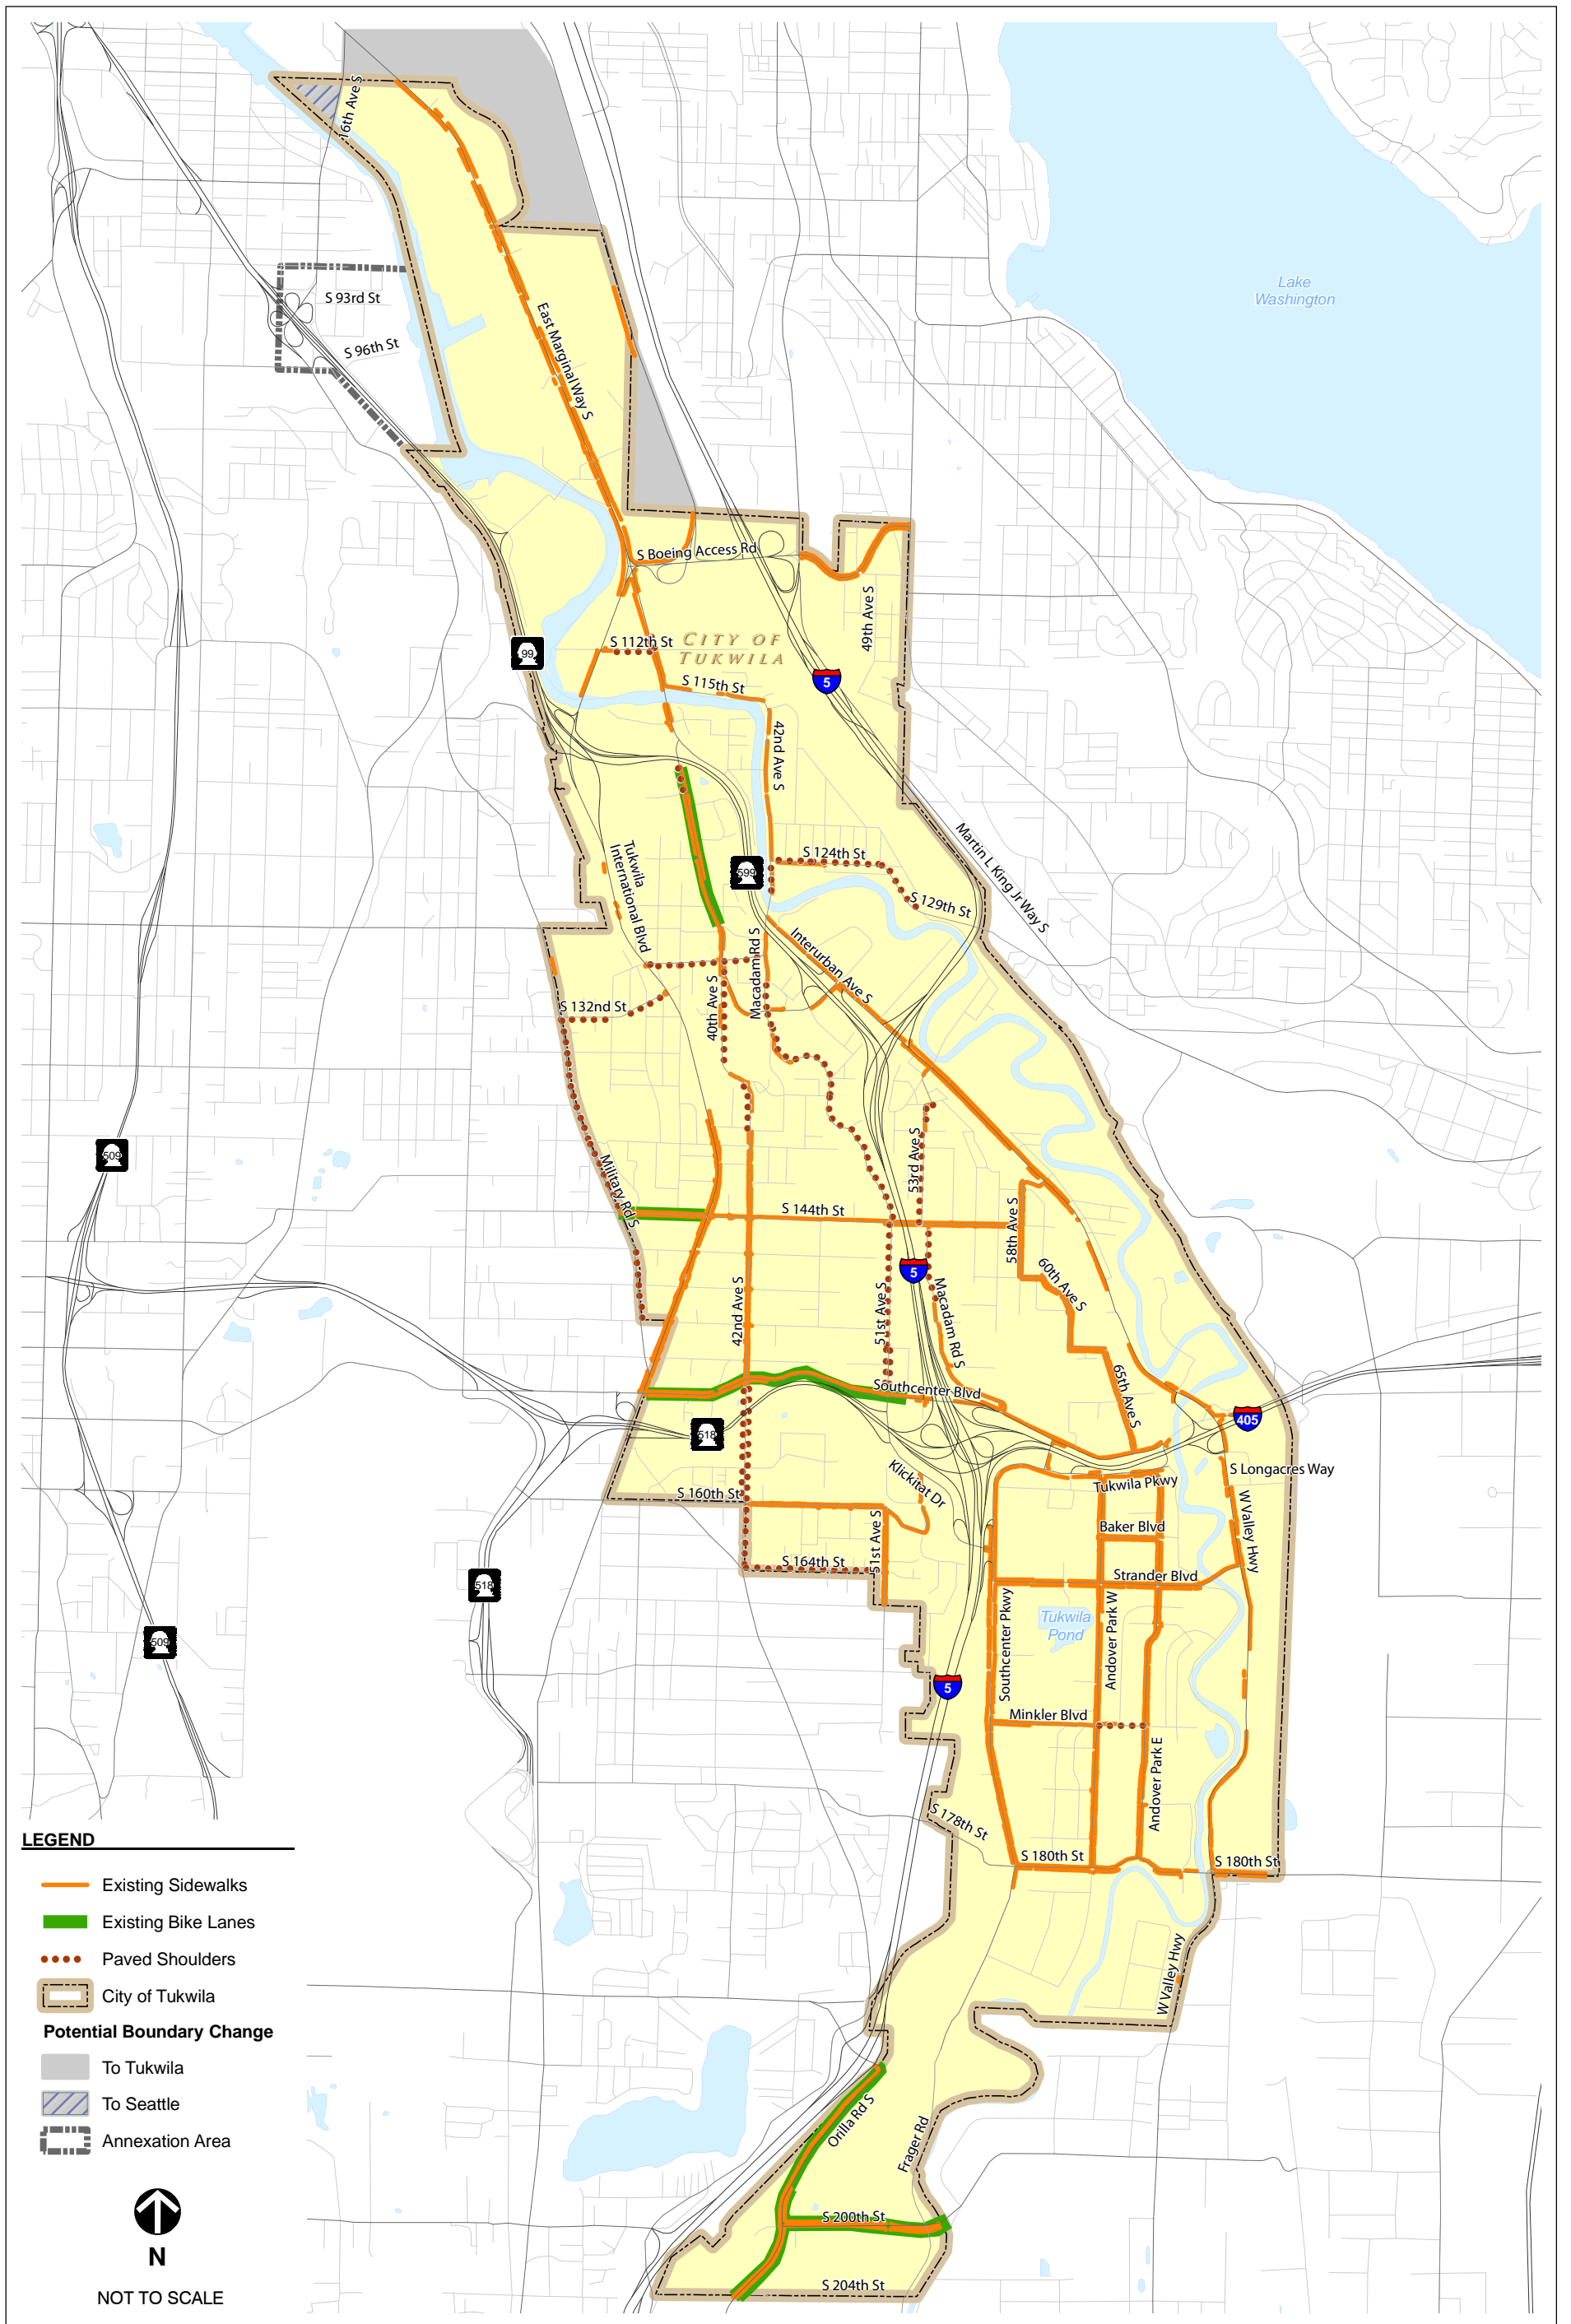 16th Ave S
Lake
Washington
S 93rd St
S 96th St
East Marginal Way S
S Boeing Access Rd
49th Ave S
99
S 112th St
CITY OF
TUKWILA
5
S 115th St
42nd Ave S
Tukwila
International Blvd
599
S 124th St
Martin L King Jr Way S
S 129th St
Interurban Ave S
Macadam Rd S
40th Ave S
S 132nd St
509
Military Rd S
53rd Ave S
S 144th St
58th Ave S
5
60th Ave S
42nd Ave S
51st Ave S
Macadam Rd S
Southcenter Blvd
65th Ave S
405
518
Klickitat Dr
S Longacres Way
Tukwila Pkwy
S 160th St
W Valley Hwy
Baker Blvd
51st Ave S
S 164th St
Strander Blvd
518
509
Southcenter Pkwy
Tukwila
Pond
Andover Park W
5
Minkler Blvd
Andover Park E
S 178th St
S 180th St
S 180th St
W Valley Hwy
Orilla Rd S
Frager Rd
S 200th St
S 204th St
LEGEND
Existing Sidewalks
Existing Bike Lanes
Paved Shoulders
City of Tukwila
Potential Boundary Change
To Tukwila
To Seattle
Annexation Area
N
NOT TO SCALE